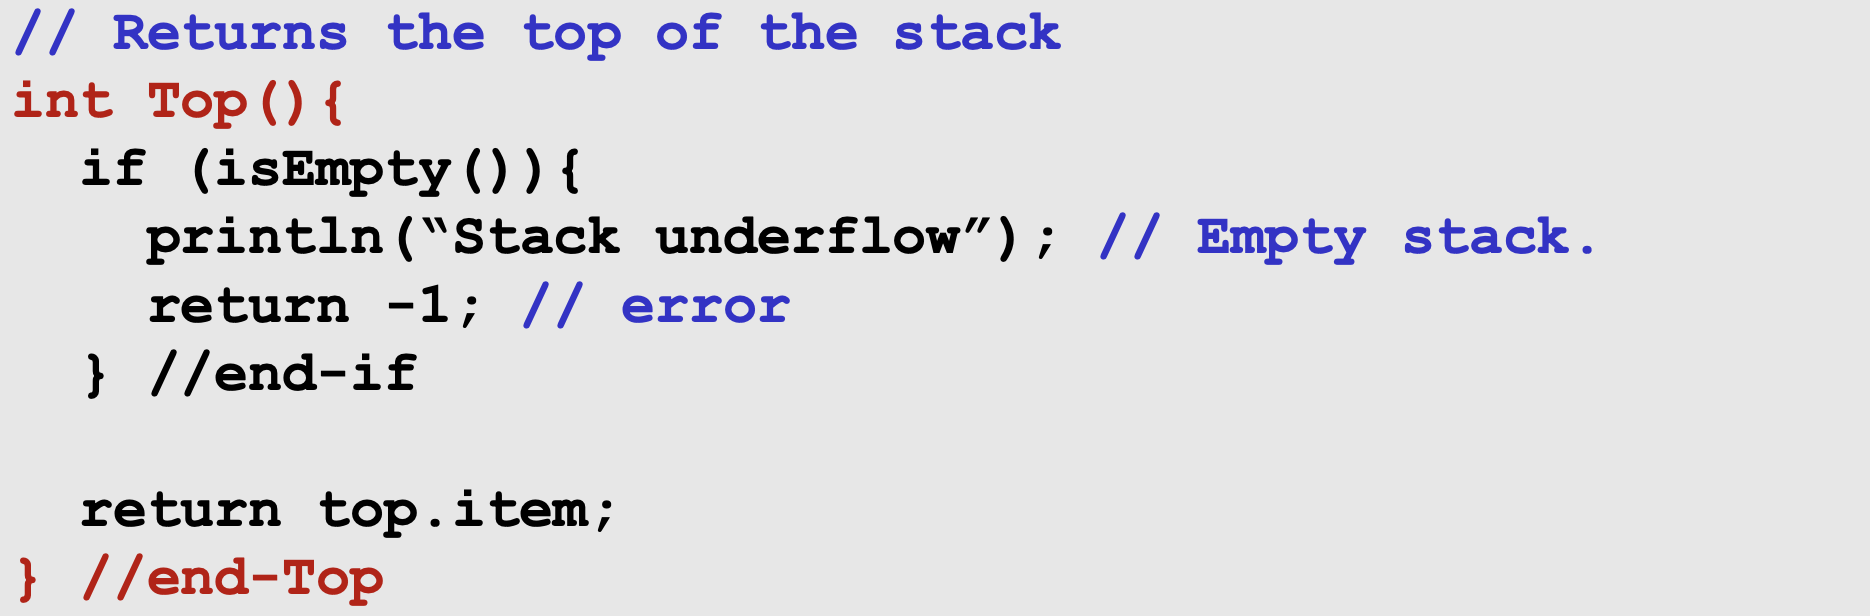 // Returns the top of the stack
int Top(){
  if (isEmpty()){
    println(“Stack underflow”); // Empty stack.
    return -1; // error
  } //end-if

  return top.item;
} //end-Top